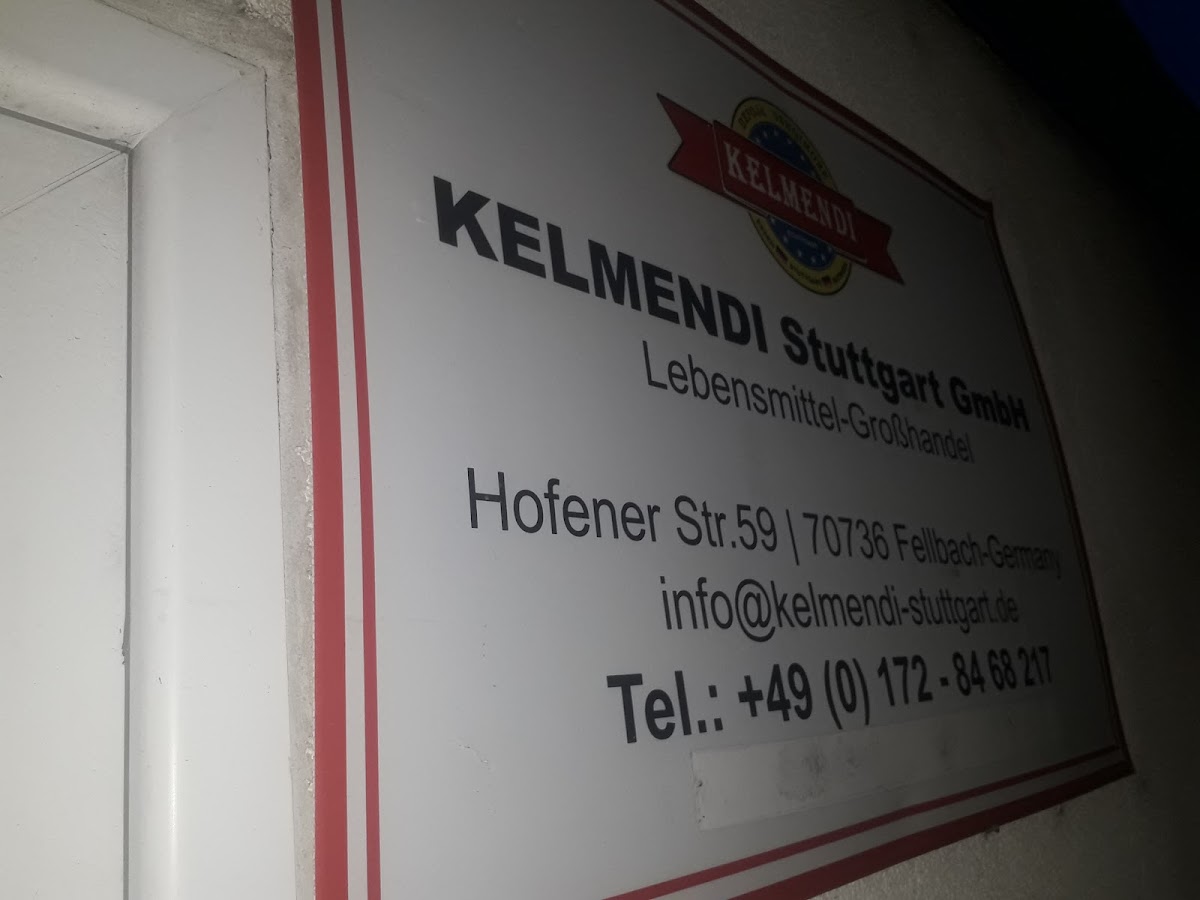 KELMENDI
KELMENDI Stuttgart GmbH
Lebensmittel-Großhandel
Hofener Str.59 | 70736 Fellbach-Germany
info@kelmendi-stuttgart.de
Tel.: +49 (0) 172 - 84 68 217